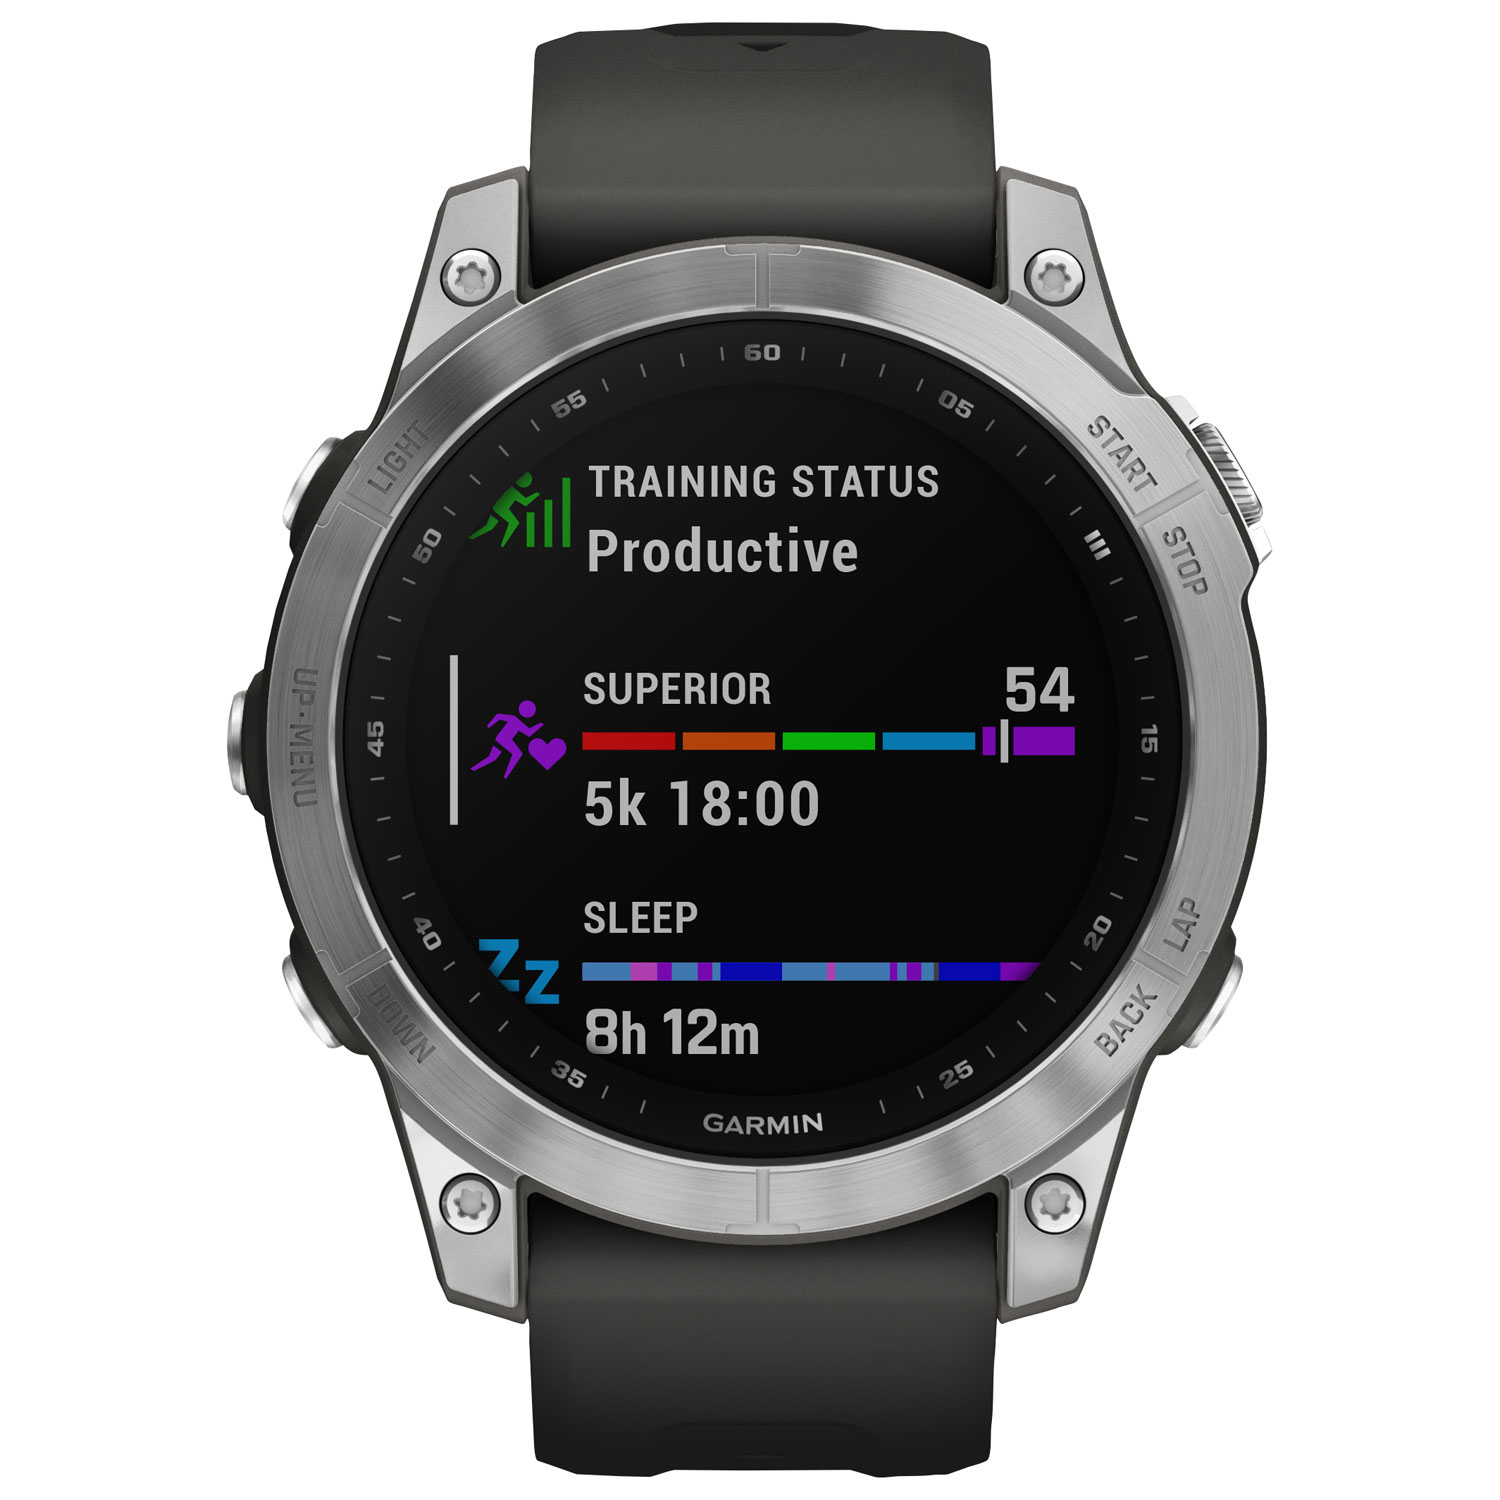 60
05
55
50
45
40
35
25
20
15
LIGHT
UP·MENU
DOWN
START
STOP
LAP
BACK
TRAINING STATUS
Productive
SUPERIOR
54
5k 18:00
SLEEP
Zz
8h 12m
GARMIN